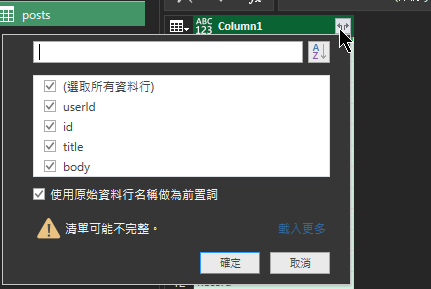 posts
fx
ABC
123
Column1
A
Z
(選取所有資料行)
userId
id
title
body
使用原始資料行名稱做為前置詞
清單可能不完整。
載入更多
確定
取消